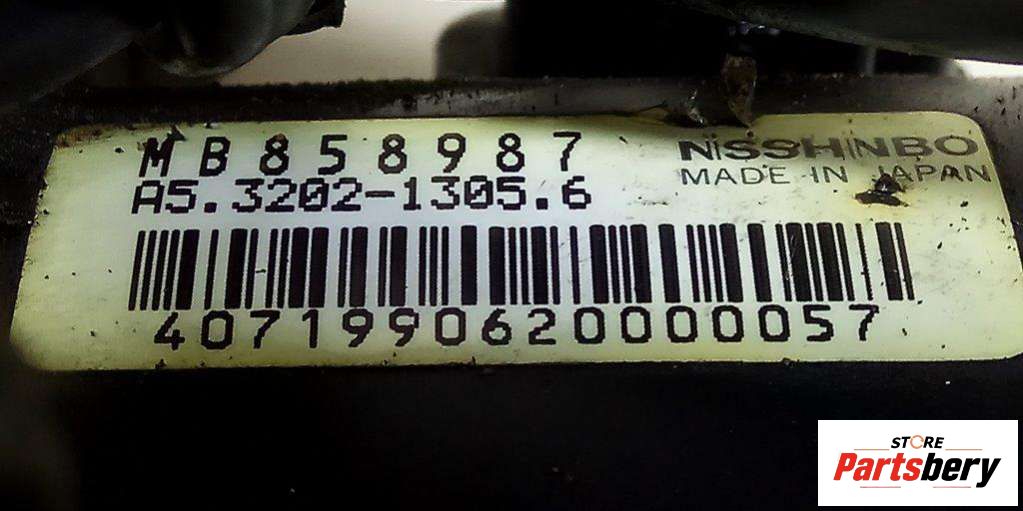 MB858987
A5.3202-1305.6
NISSHINBO
MADE IN JAPAN
4071990620000057
STORE
Partsbery